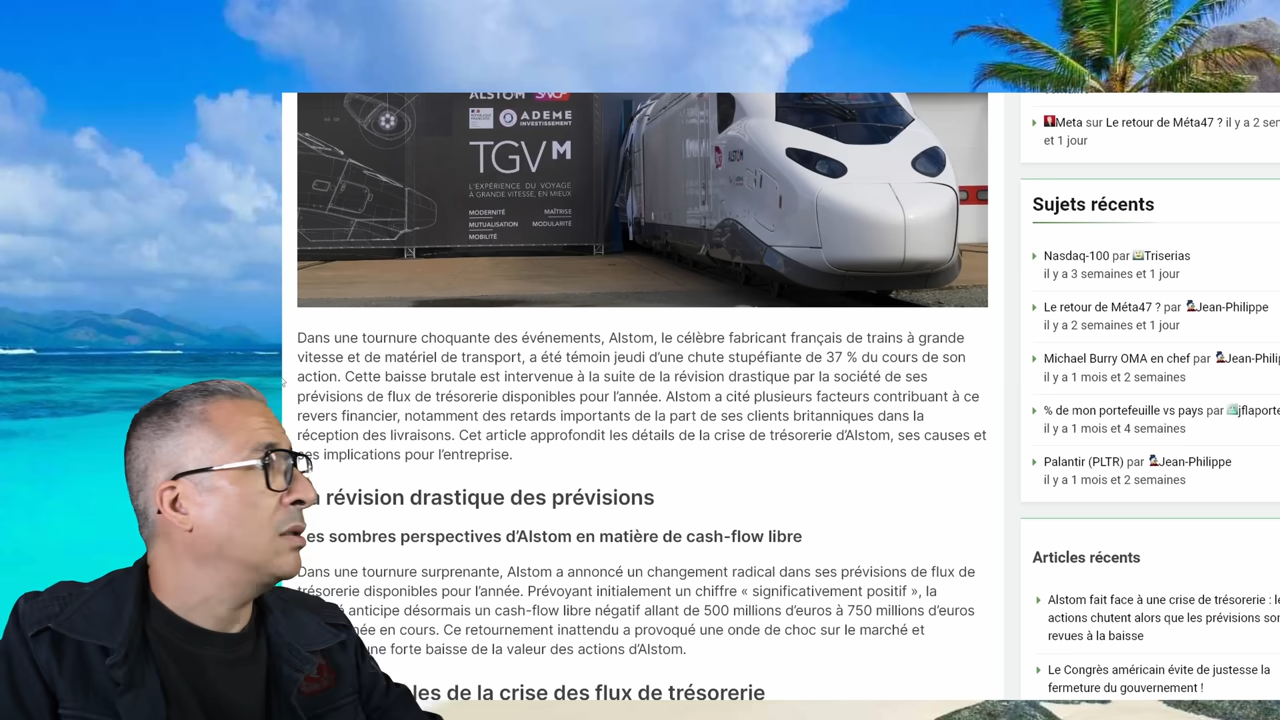 ALSTOM SNCF
ADEME
INVESTISSEMENT
TGV M
L'EXPÉRIENCE DU VOYAGE
À GRANDE VITESSE, EN MIEUX
MODERNITÉ MAÎTRISE
MUTUALISATION MODULARITÉ
MOBILITÉ
ALSTOM
Dans une tournure choquante des événements, Alstom, le célèbre fabricant français de trains à grande
vitesse et de matériel de transport, a été témoin jeudi d'une chute stupéfiante de 37 % du cours de son
action. Cette baisse brutale est intervenue à la suite de la révision drastique par la société de ses
prévisions de flux de trésorerie disponibles pour l'année. Alstom a cité plusieurs facteurs contribuant à ce
revers financier, notamment des retards importants de la part de ses clients britanniques dans la
réception des livraisons. Cet article approfondit les détails de la crise de trésorerie d'Alstom, ses causes et
ses implications pour l'entreprise.
révision drastique des prévisions
es sombres perspectives d'Alstom en matière de cash-flow libre
Dans une tournure surprenante, Alstom a annoncé un changement radical dans ses prévisions de flux de
trésorerie disponibles pour l'année. Prévoyant initialement un chiffre « significativement positif », la
anticipe désormais un cash-flow libre négatif allant de 500 millions d'euros à 750 millions d'euros
en cours. Ce retournement inattendu a provoqué une onde de choc sur le marché et
une forte baisse de la valeur des actions d'Alstom.
les de la crise des flux de trésorerie
Meta sur Le retour de Méta47 ? il y a 2 sem
et 1 jour
Sujets récents
Nasdaq-100 par Triserias
il y a 3 semaines et 1 jour
Le retour de Méta47 ? par Jean-Philippe
il y a 2 semaines et 1 jour
Michael Burry OMA en chef par Jean-Phili
il y a 1 mois et 2 semaines
% de mon portefeuille vs pays par jflaporte
il y a 1 mois et 4 semaines
Palantir (PLTR) par Jean-Philippe
il y a 1 mois et 2 semaines
Articles récents
Alstom fait face à une crise de trésorerie : le
actions chutent alors que les prévisions son
revues à la baisse
Le Congrès américain évite de justesse la
fermeture du gouvernement !